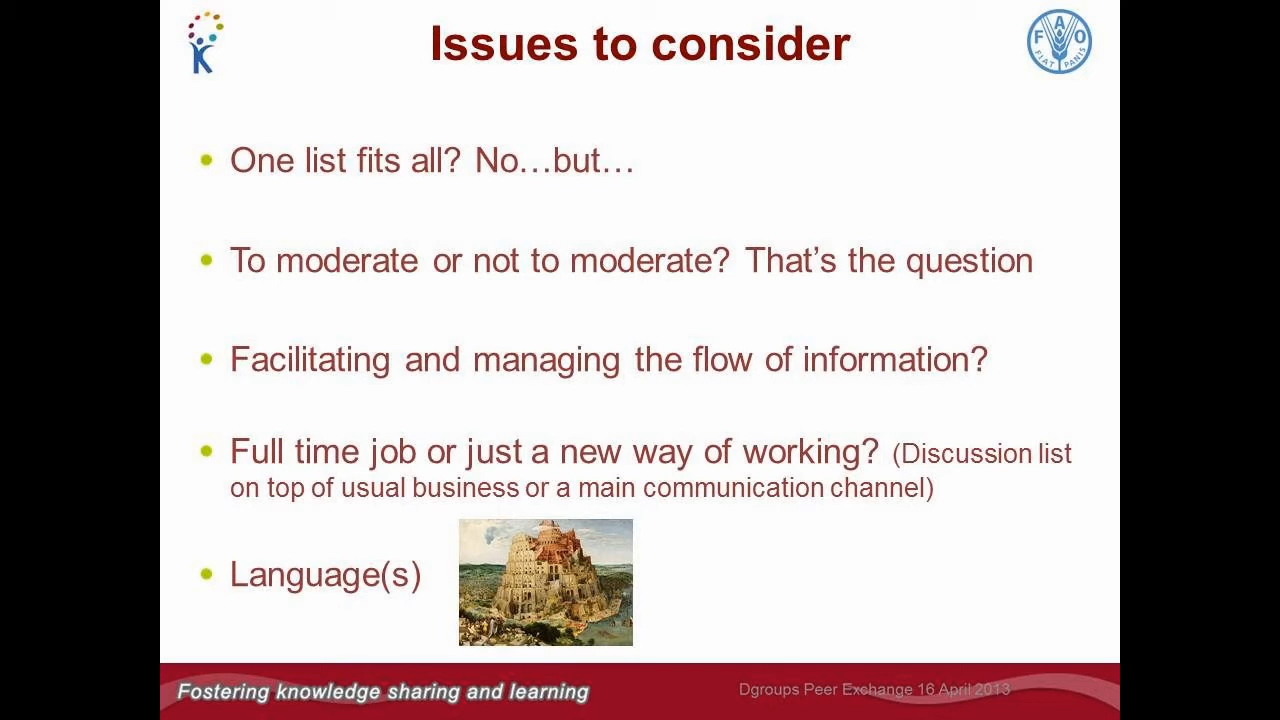 Issues to consider
F A O
FIAT PANIS
K
One list fits all? No…but…
To moderate or not to moderate? That’s the question
Facilitating and managing the flow of information?
Full time job or just a new way of working? (Discussion list
on top of usual business or a main communication channel)
Language(s)
Fostering knowledge sharing and learning
Dgroups Peer Exchange 16 April 2013